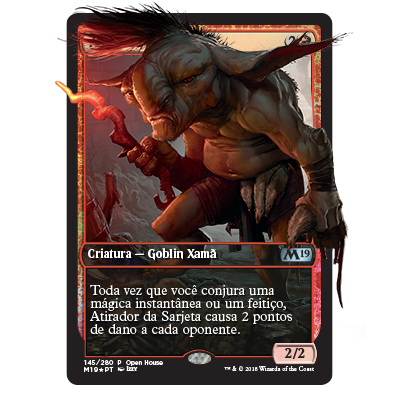 2
Criatura — Goblin Xamã
M19
Toda vez que você conjura uma
mágica instantânea ou um feitiço,
Atirador da Sarjeta causa 2 pontos
de dano a cada oponente.
2/2
145/280 P Open House
M19★PT Izzy
™ & © 2018 Wizards of the Coast